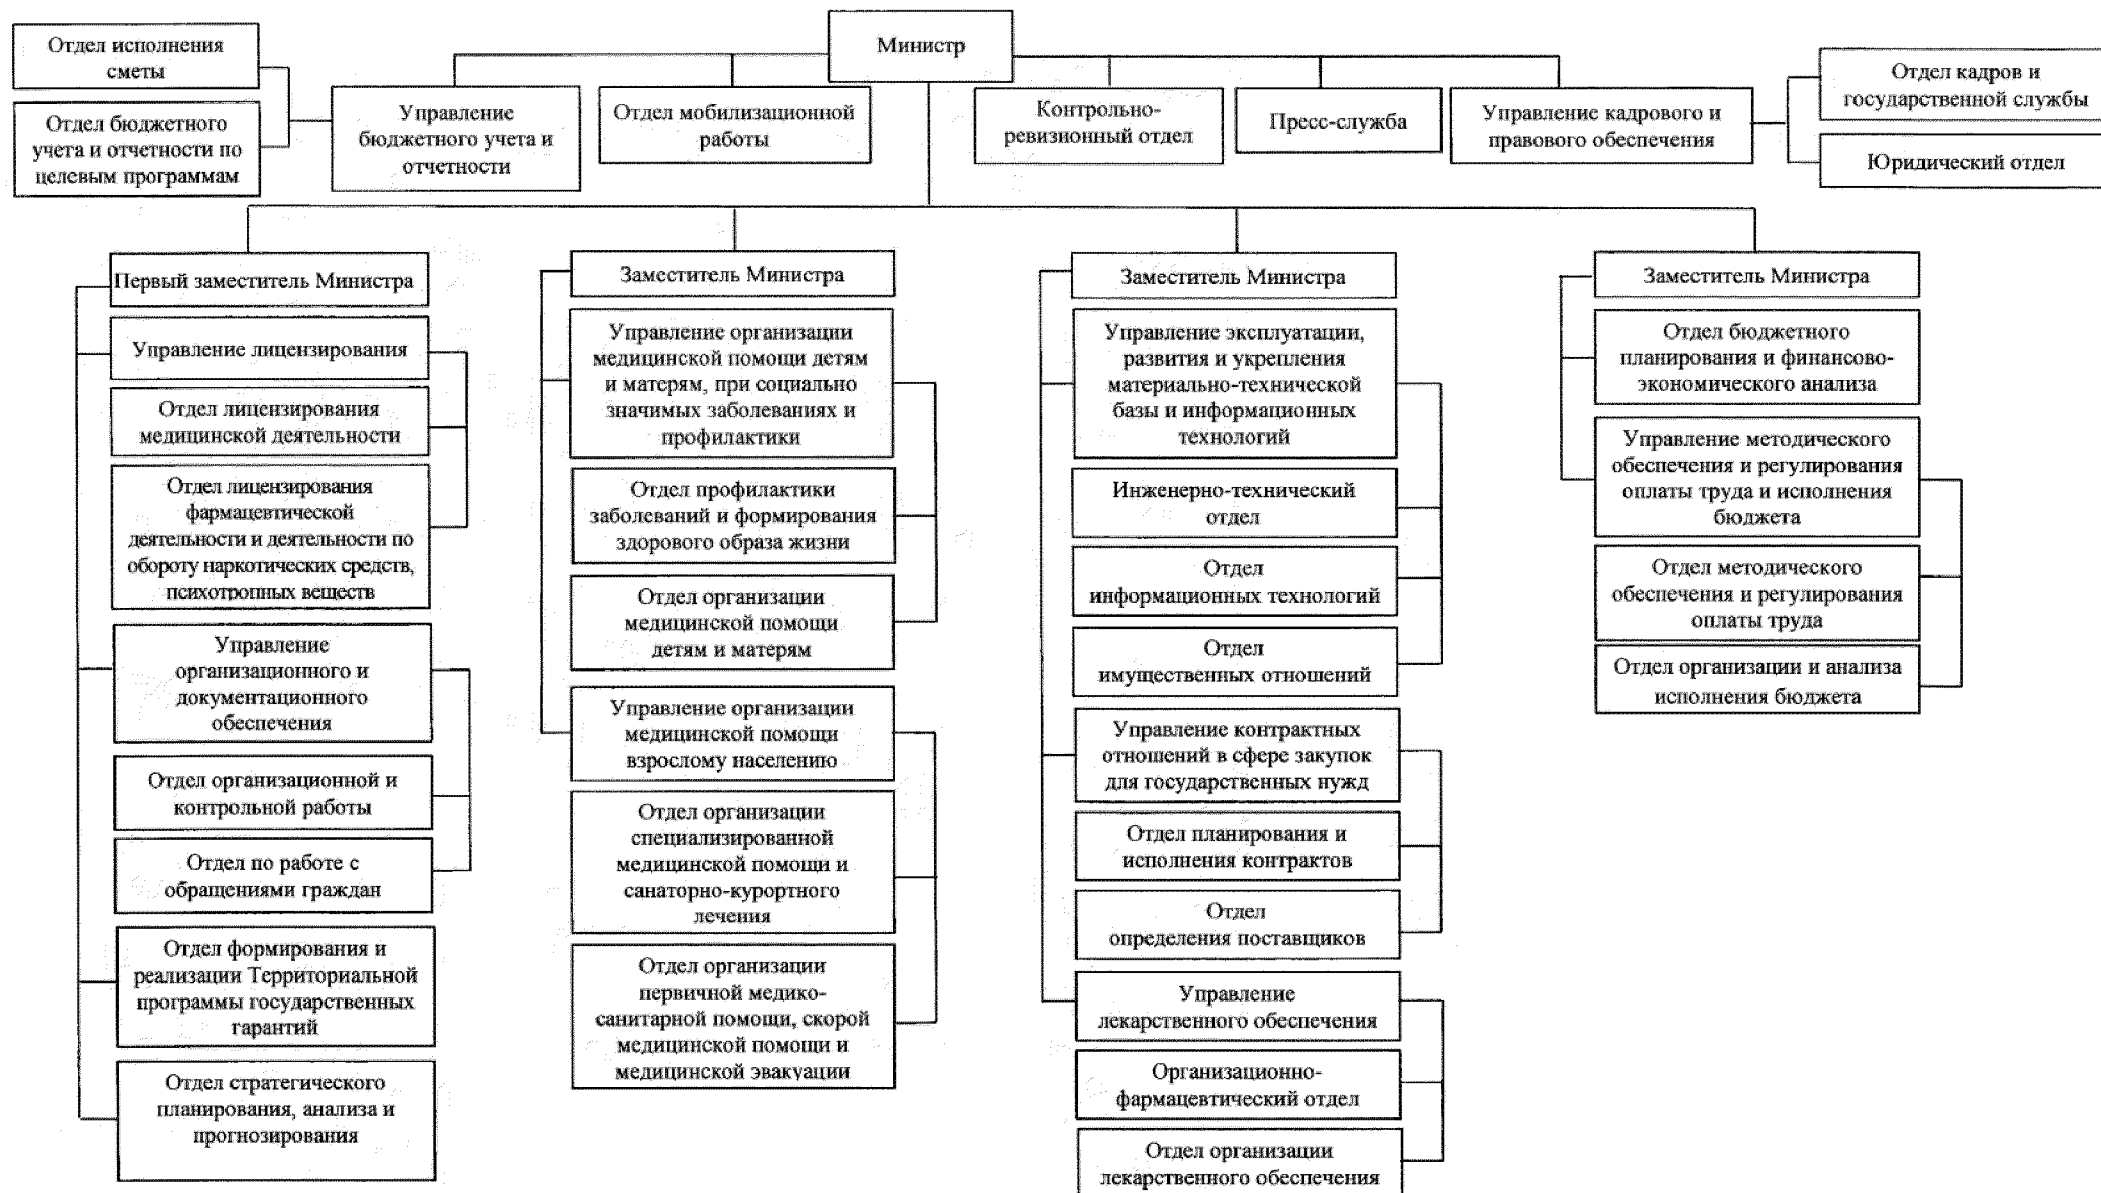 Министр
Отдел исполнения
сметы
Отдел бюджетного
учета и отчетности по
целевым программам
Управление
бюджетного учета и
отчетности
Отдел мобилизационной
работы
Контрольно-
ревизионный отдел
Пресс-служба
Управление кадрового и
правового обеспечения
Отдел кадров и
государственной службы
Юридический отдел
Первый заместитель Министра
Управление лицензирования
Отдел лицензирования
медицинской деятельности
Отдел лицензирования
фармацевтической
деятельности и деятельности по
обороту наркотических средств,
психотропных веществ
Управление
организационного и
документационного
обеспечения
Отдел организационной и
контрольной работы
Отдел по работе с
обращениями граждан
Отдел формирования и
реализации Территориальной
программы государственных
гарантий
Отдел стратегического
планирования, анализа и
прогнозирования
Заместитель Министра
Управление организации
медицинской помощи детям
и матерям, при социально
значимых заболеваниях и
профилактики
Отдел профилактики
заболеваний и формирования
здорового образа жизни
Отдел организации
медицинской помощи
детям и матерям
Управление организации
медицинской помощи
взрослому населению
Отдел организации
специализированной
медицинской помощи и
санаторно-курортного
лечения
Отдел организации
первичной медико-
санитарной помощи, скорой
медицинской помощи и
медицинской эвакуации
Заместитель Министра
Управление эксплуатации,
развития и укрепления
материально-технической
базы и информационных
технологий
Инженерно-технический
отдел
Отдел
информационных технологий
Отдел
имущественных отношений
Управление контрактных
отношений в сфере закупок
для государственных нужд
Отдел планирования и
исполнения контрактов
Отдел
определения поставщиков
Управление
лекарственного обеспечения
Организационно-
фармацевтический отдел
Отдел организации
лекарственного обеспечения
Заместитель Министра
Отдел бюджетного
планирования и финансово-
экономического анализа
Управление методического
обеспечения и регулирования
оплаты труда и исполнения
бюджета
Отдел методического
обеспечения и регулирования
оплаты труда
Отдел организации и анализа
исполнения бюджета